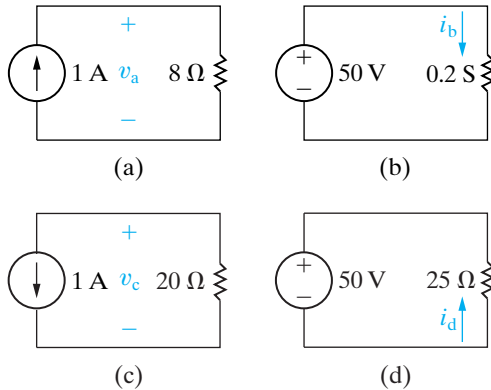 + i_b
1 A v_a 8 Ω + − 50 V 0.2 S
−
(a) (b)
+
1 A v_c 20 Ω + − 50 V 25 Ω
− i_d
(c) (d)